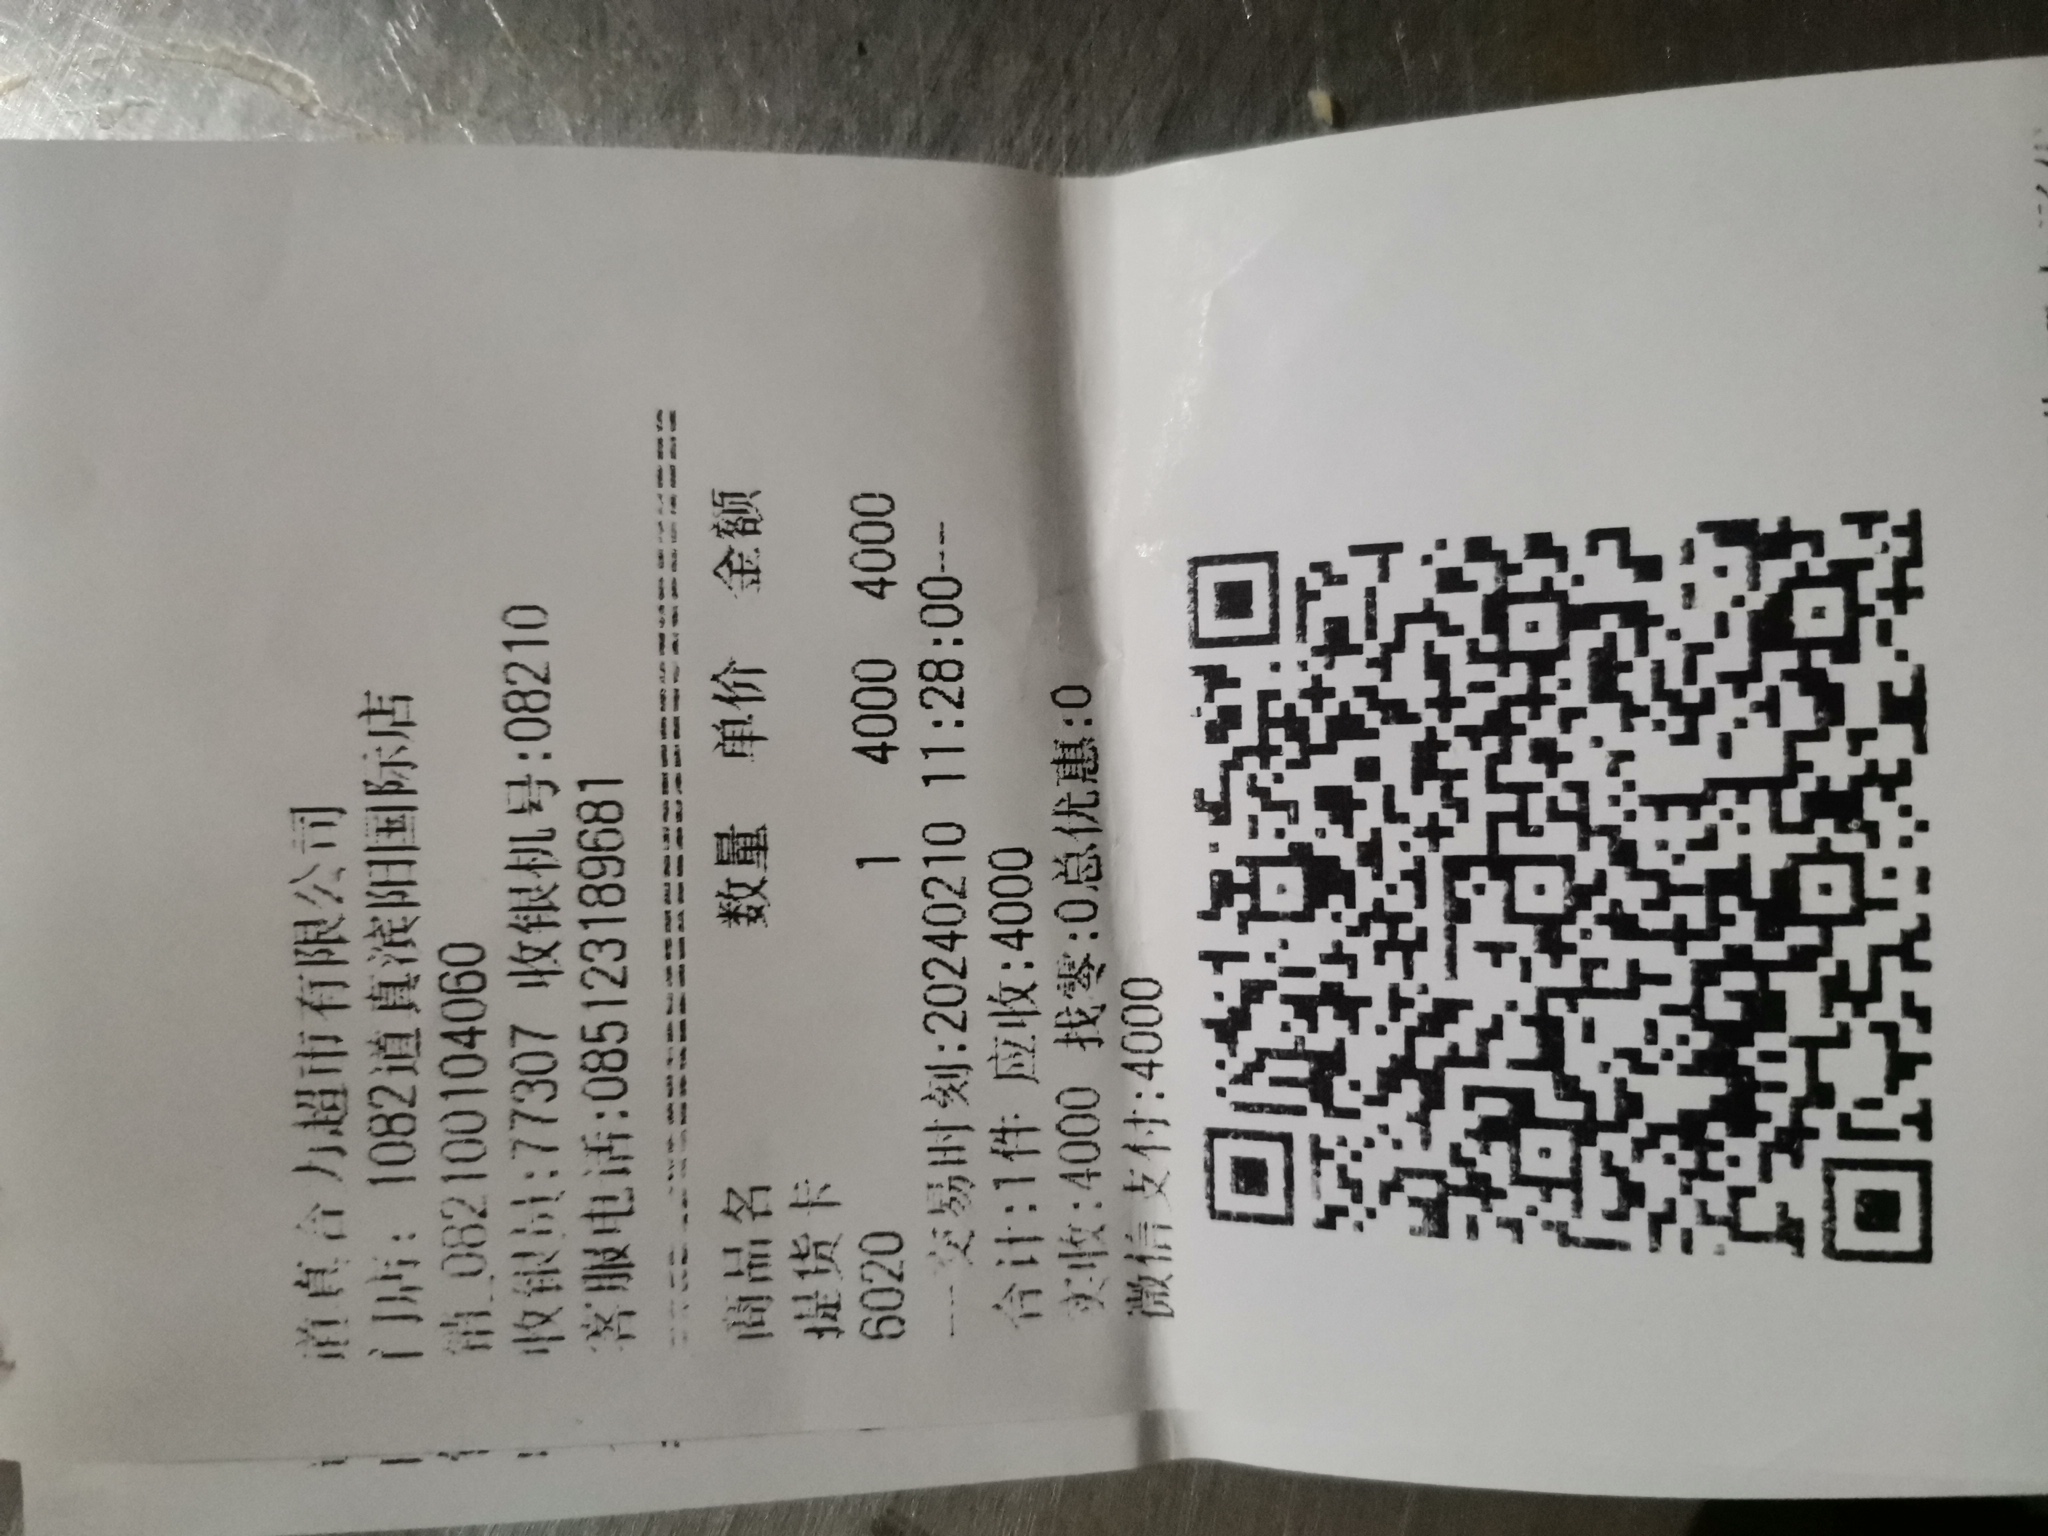 道真合力超市有限公司
门店: 1082道真滨阳国际店
销_08210010406​0
收银员:77307 收银机号:08210
客服电话:085123189681
商品名 数量 单价 金额
提货卡
6020 1 4000 4000
---交易时刻:20240210 11:28:00---
合计:1件 应收:4000
实收:4000 找零:0总优惠:0
微信支付:4000